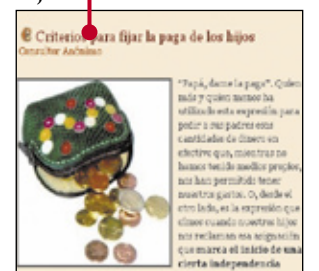 € Criterios para fijar la paga de los hijos
Consultor Anónimo
"Papá, dame la paga". Quien
más y quien menos ha
utilizado esta expresión para
pedir a sus padres esas
cantidades de dinero en
efectivo que, mientras no
hemos tenido medios propios,
nos han permitido tener
nuestros gastos. O, desde el
otro lado, es la expresión que
oímos cuando nuestros hijos
nos reclaman esa asignación
que marca el inicio de una
cierta independencia